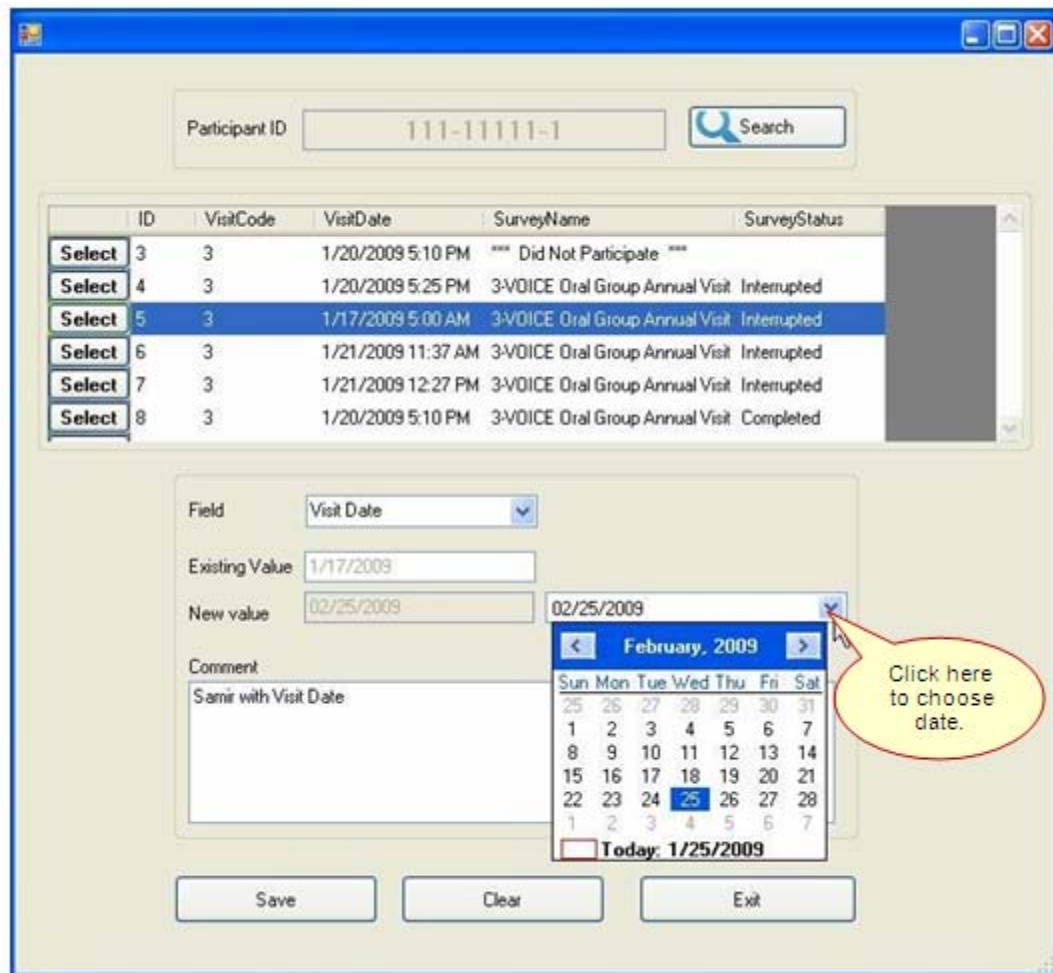 Participant ID 111-11111-1 Search
ID VisitCode VisitDate SurveyName SurveyStatus
Select 3 3 1/20/2009 5:10 PM *** Did Not Participate ***
Select 4 3 1/20/2009 5:25 PM 3-VOICE Oral Group Annual Visit Interrupted
Select 5 3 1/17/2009 5:00 AM 3-VOICE Oral Group Annual Visit Interrupted
Select 6 3 1/21/2009 11:37 AM 3-VOICE Oral Group Annual Visit Interrupted
Select 7 3 1/21/2009 12:27 PM 3-VOICE Oral Group Annual Visit Interrupted
Select 8 3 1/20/2009 5:10 PM 3-VOICE Oral Group Annual Visit Completed
Field Visit Date
Existing Value 1/17/2009
New value 02/25/2009 02/25/2009
February, 2009
Sun Mon Tue Wed Thu Fri Sat
25 26 27 28 29 30 31
1 2 3 4 5 6 7
8 9 10 11 12 13 14
15 16 17 18 19 20 21
22 23 24 25 26 27 28
1 2 3 4 5 6 7
Today: 1/25/2009
Click here
to choose
date.
Comment
Samir with Visit Date
Save Clear Exit